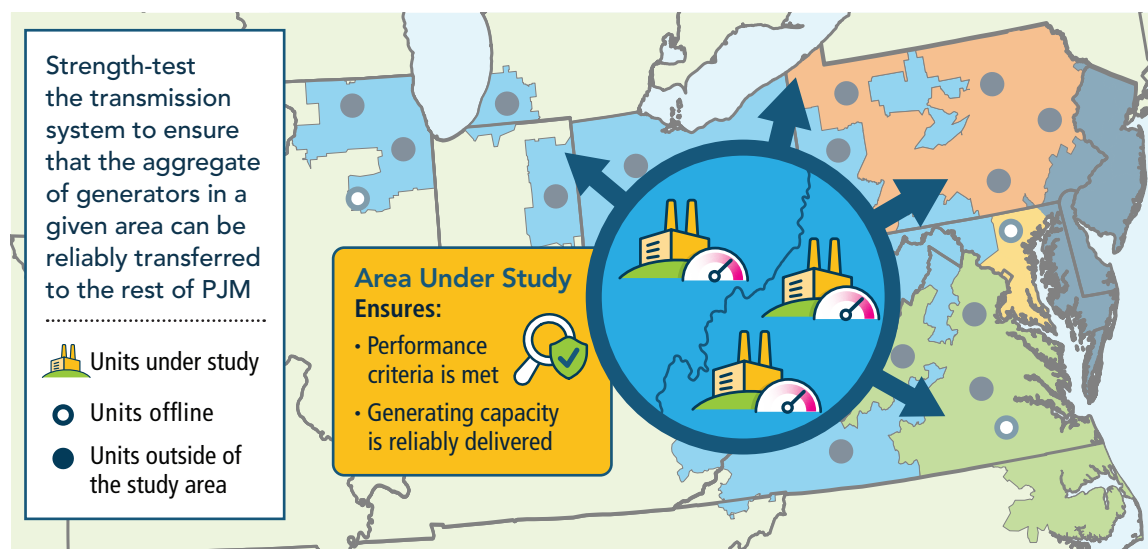 Strength-test
the transmission
system to ensure
that the aggregate
of generators in a
given area can be
reliably transferred
to the rest of PJM
Units under study
Units offline
Units outside of
the study area
Area Under Study
Ensures:
• Performance
criteria is met
• Generating capacity
is reliably delivered